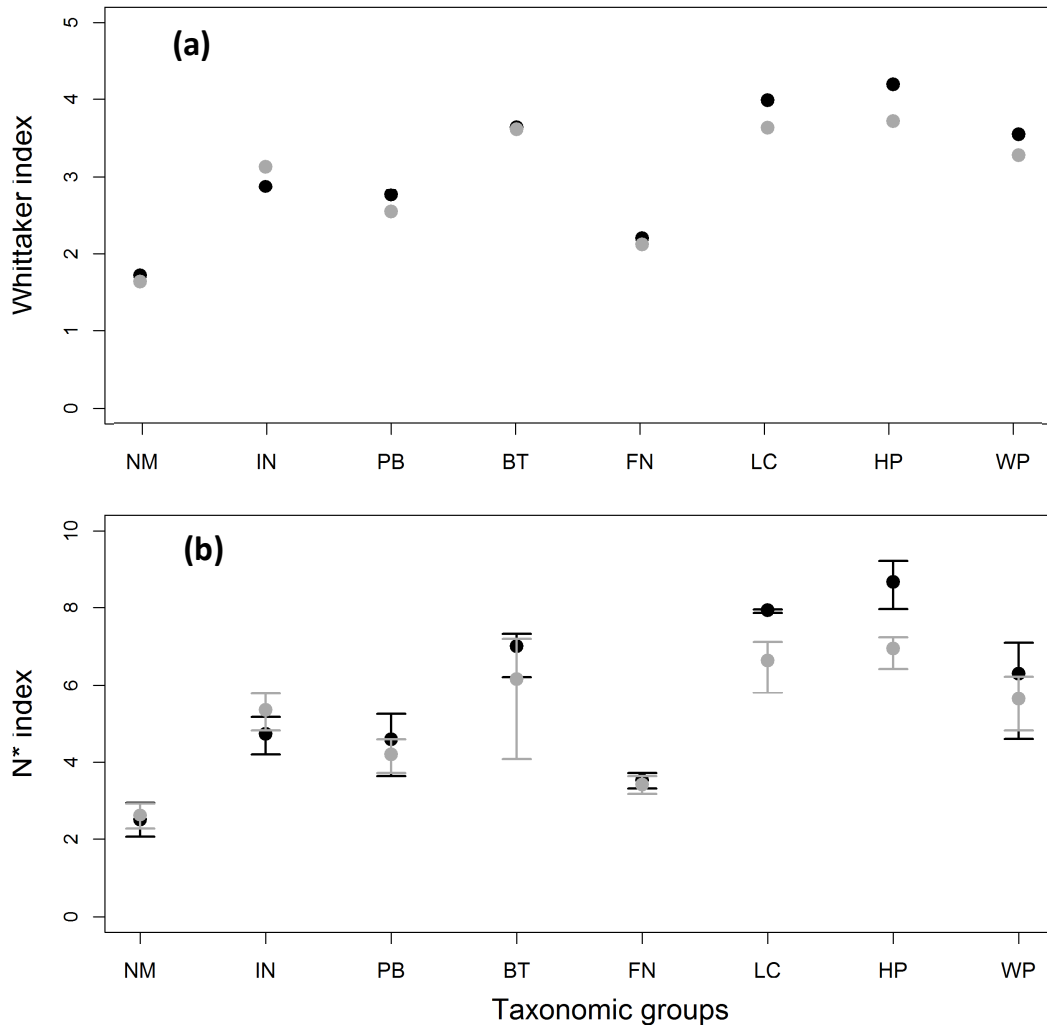 (a)
Whittaker index
5
4
3
2
1
0
NM IN PB BT FN LC HP WP
(b)
N* index
10
8
6
4
2
0
NM IN PB BT FN LC HP WP
Taxonomic groups